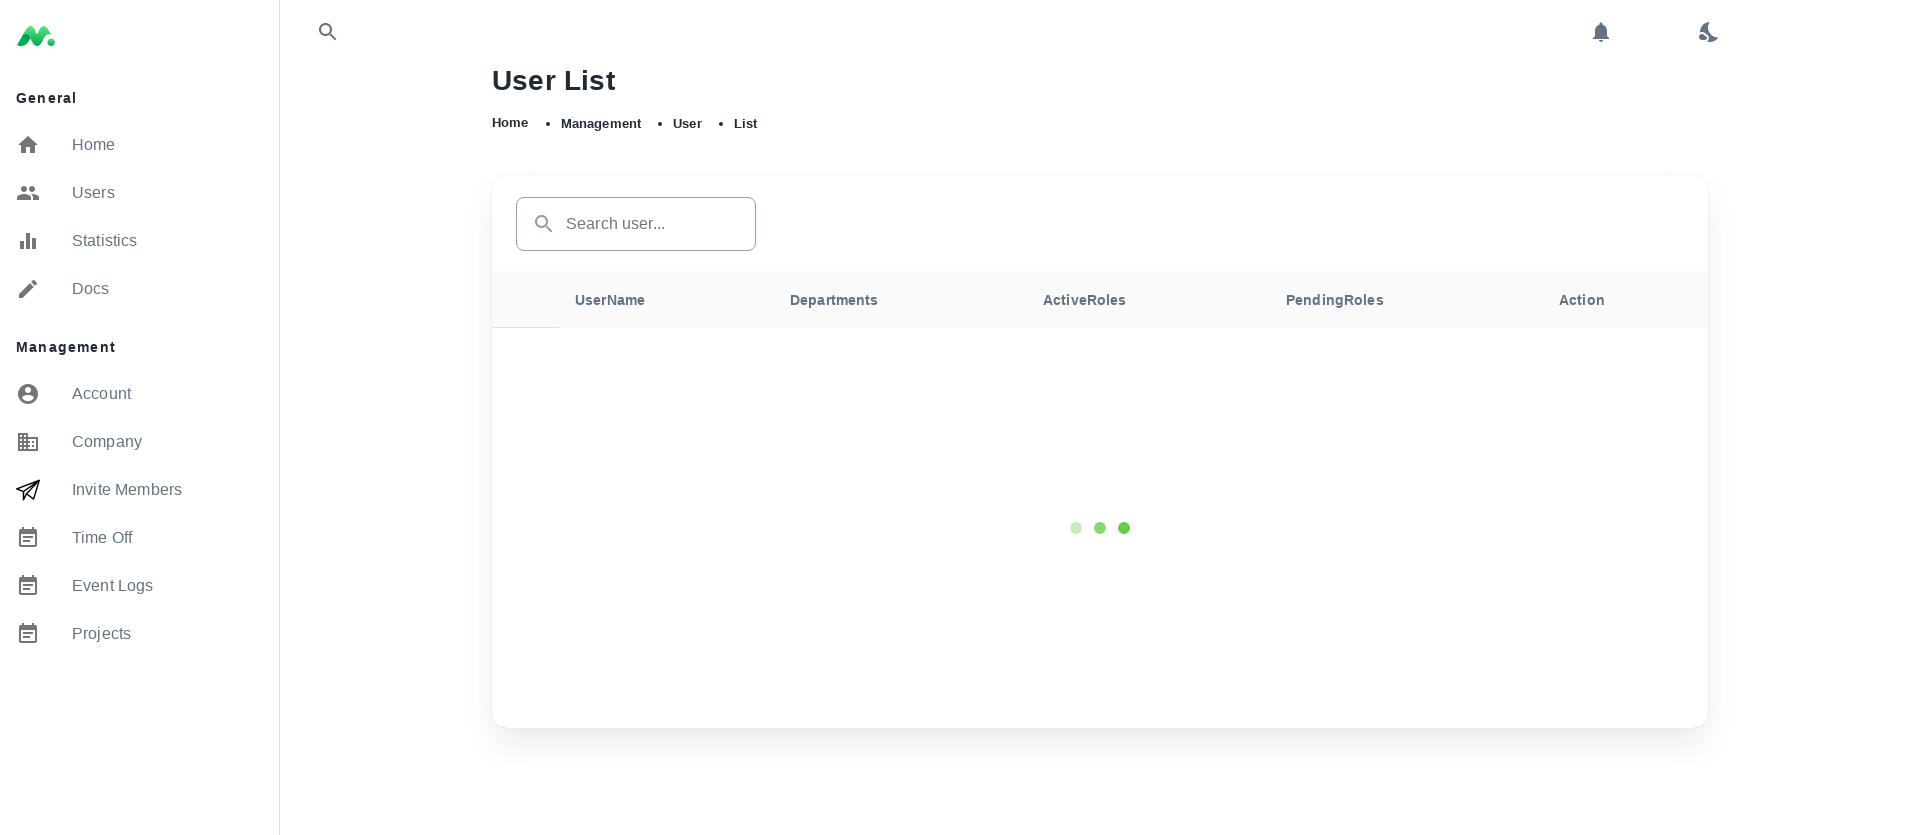 General
Home
Users
Statistics
Docs
Management
Account
Company
Invite Members
Time Off
Event Logs
Projects
User List
Home • Management • User • List
Search user...
UserName Departments ActiveRoles PendingRoles Action